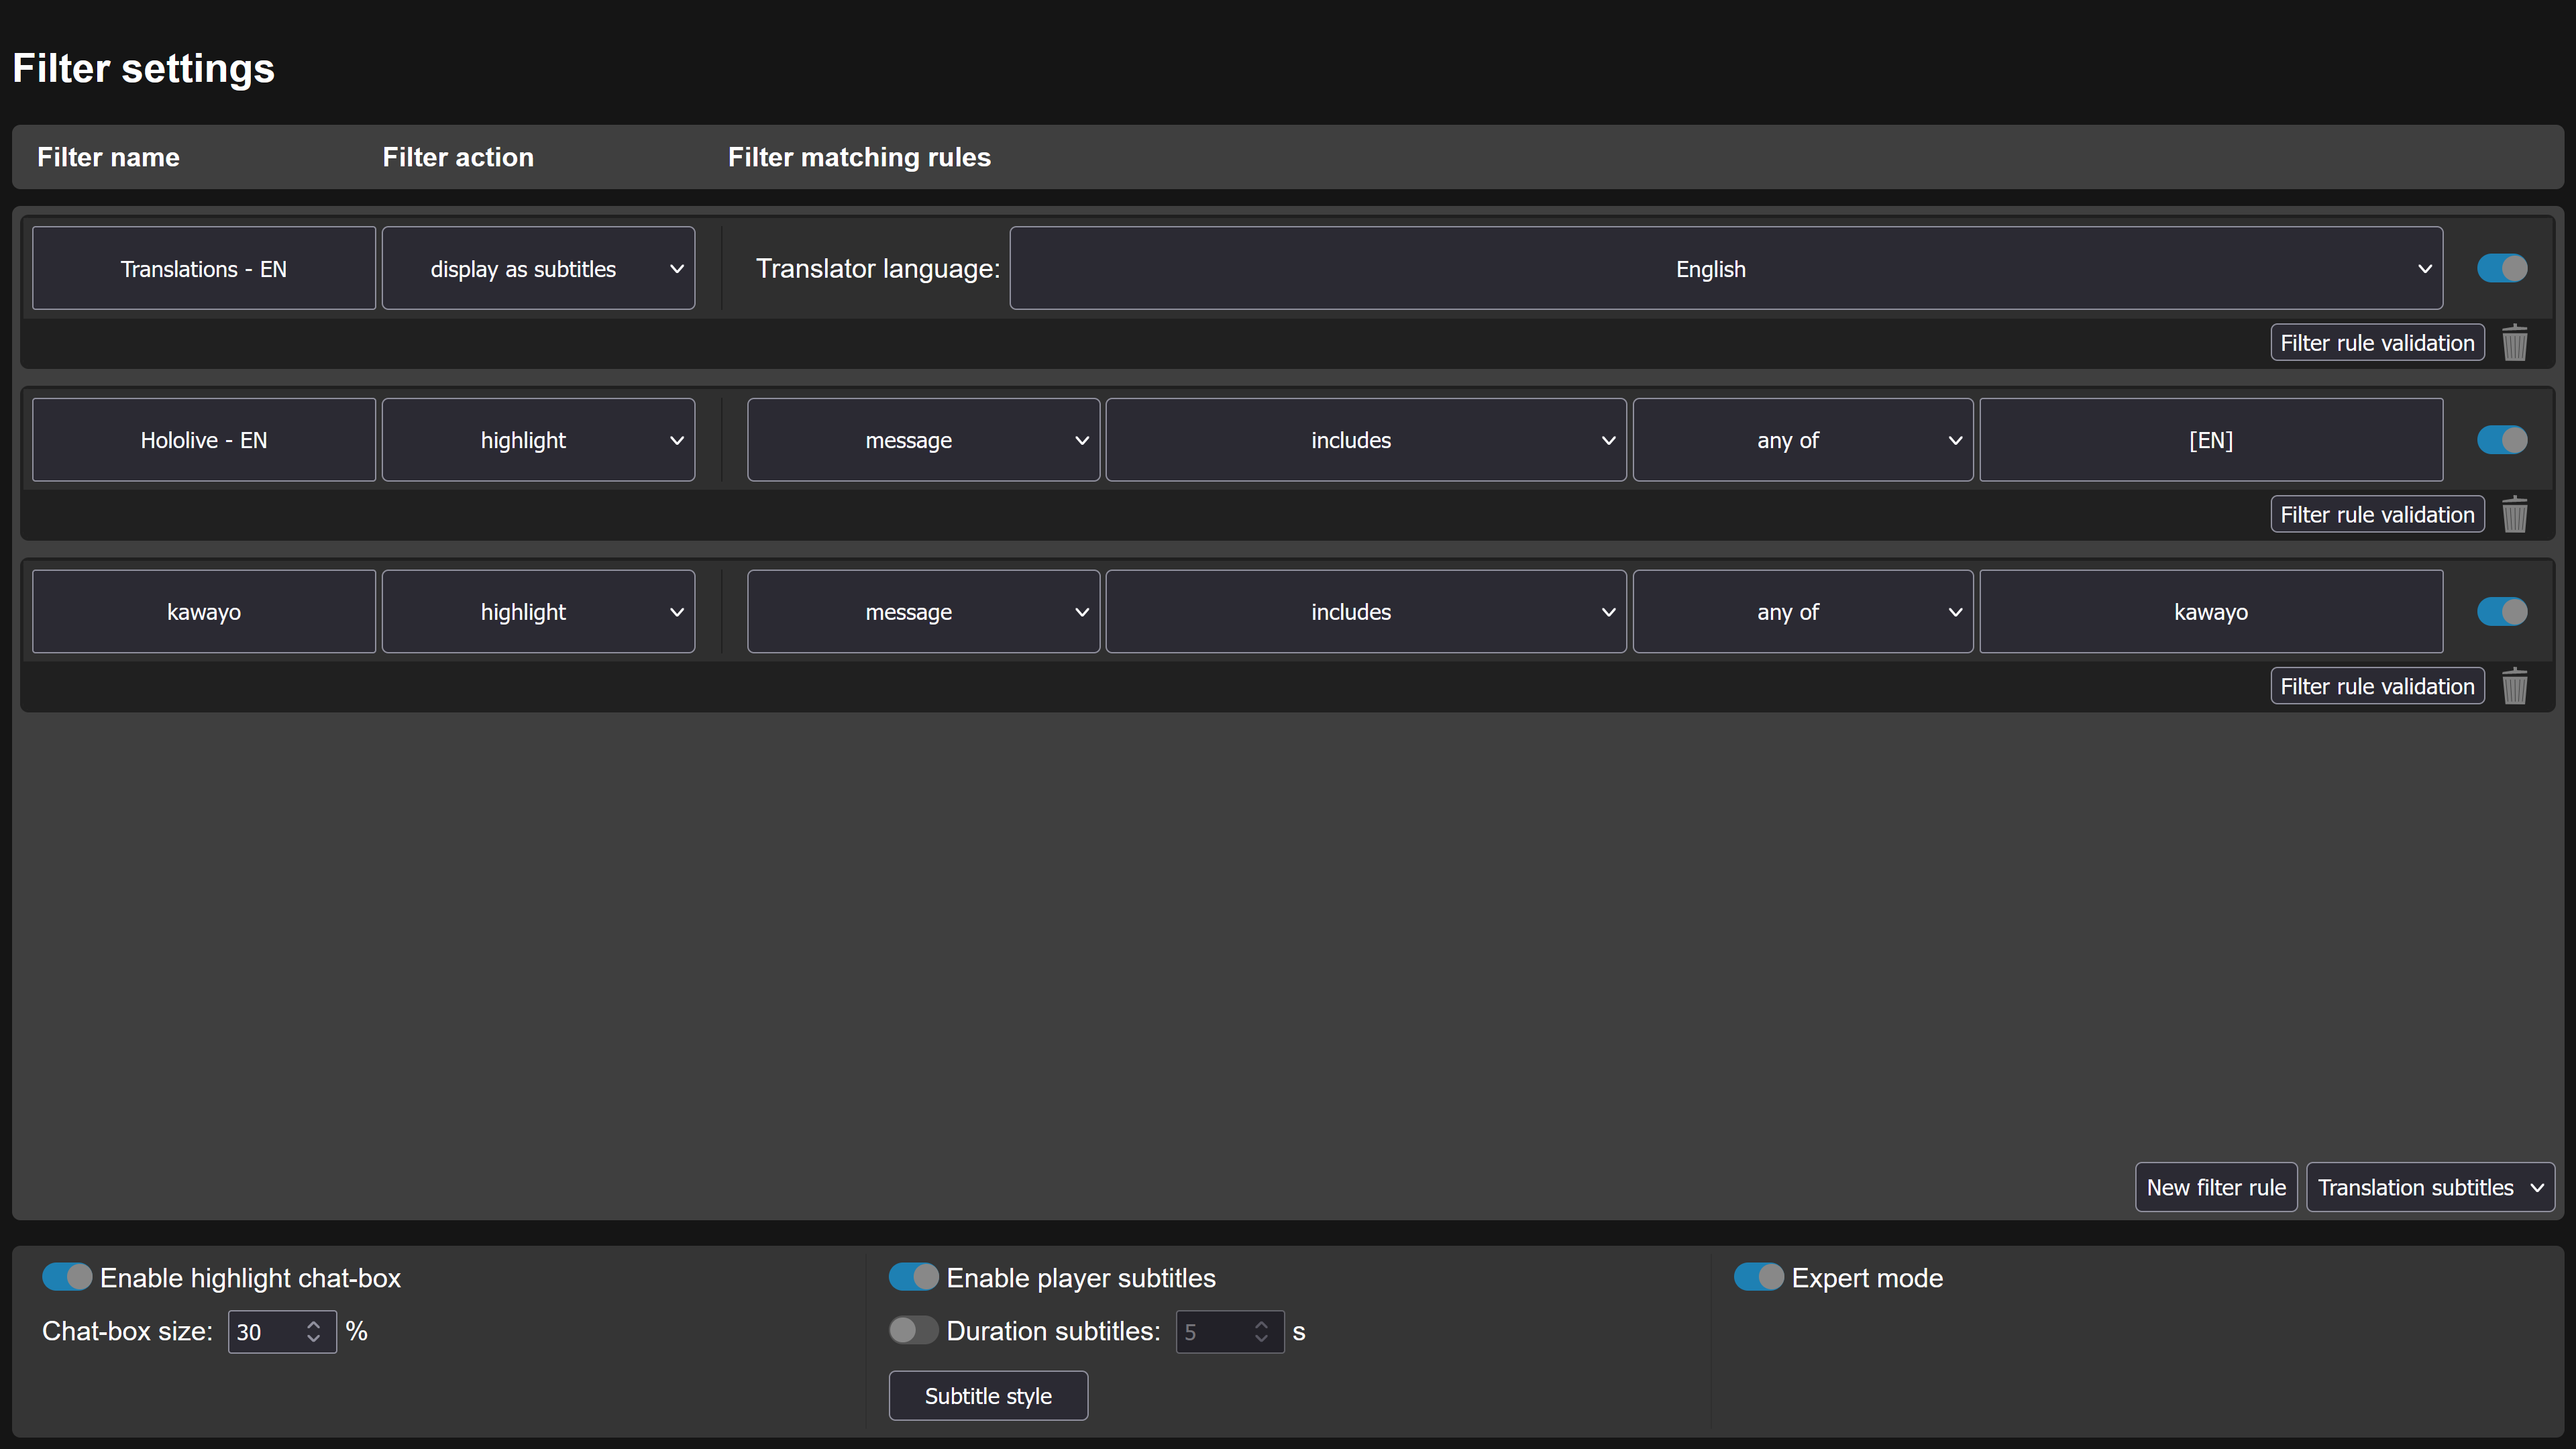 Filter settings
Filter name Filter action Filter matching rules
Translations - EN display as subtitles Translator language: English
Filter rule validation
Hololive - EN highlight message includes any of [EN]
Filter rule validation
kawayo highlight message includes any of kawayo
Filter rule validation
New filter rule Translation subtitles
Enable highlight chat-box Enable player subtitles Expert mode
Chat-box size: 30 % Duration subtitles: 5 s
Subtitle style